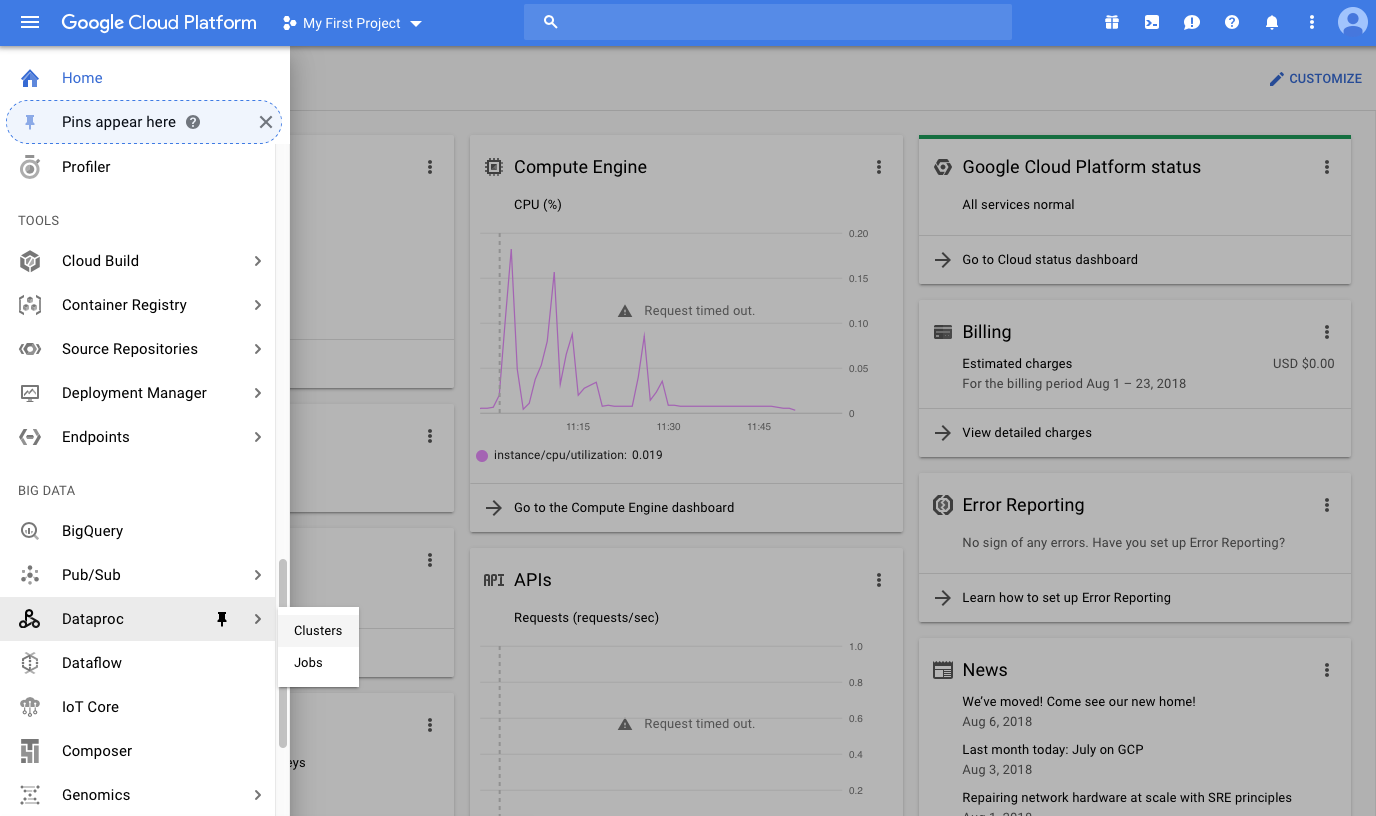 Google Cloud Platform
My First Project
Home
Pins appear here
Profiler
TOOLS
Cloud Build
Container Registry
Source Repositories
Deployment Manager
Endpoints
BIG DATA
BigQuery
Pub/Sub
Dataproc
Clusters
Jobs
Dataflow
IoT Core
Composer
Genomics
eys
CUSTOMIZE
Compute Engine
CPU (%)
0.20
0.15
Request timed out.
0.10
0.05
0
11:15 11:30 11:45
instance/cpu/utilization: 0.019
Go to the Compute Engine dashboard
API APIs
Requests (requests/sec)
1.0
0.8
Request timed out.
0.6
0.4
0.2
Google Cloud Platform status
All services normal
Go to Cloud status dashboard
Billing
Estimated charges USD $0.00
For the billing period Aug 1 – 23, 2018
View detailed charges
Error Reporting
No sign of any errors. Have you set up Error Reporting?
Learn how to set up Error Reporting
News
We've moved! Come see our new home!
Aug 6, 2018
Last month today: July on GCP
Aug 3, 2018
Repairing network hardware at scale with SRE principles